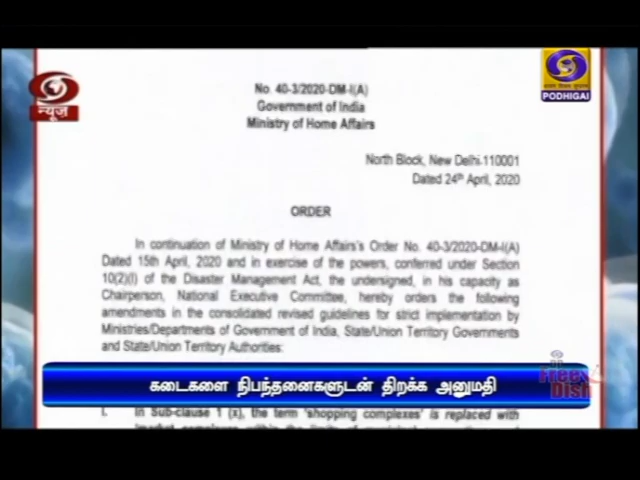 No. 40-3/2020-DM-I(A)
Government of India
Ministry of Home Affairs
न्यूज़
PODHIGAI
North Block, New Delhi-110001
Dated 24th April, 2020
ORDER
In continuation of Ministry of Home Affairs's Order No. 40-3/2020-DM-I(A)
Dated 15th April, 2020 and in exercise of the powers, conferred under Section
10(2)(l) of the Disaster Management Act, the undersigned, in his capacity as
Chairperson, National Executive Committee, hereby orders the following
amendments in the consolidated revised guidelines for strict implementation by
Ministries/Departments of Government of India, State/Union Territory Governments
and State/Union Territory Authorities:
கடைகளை நிபந்தனைகளுடன் திறக்க அனுமதி
Free
Dish
I. In Sub-clause 1 (x), the term 'shopping complexes' is replaced with